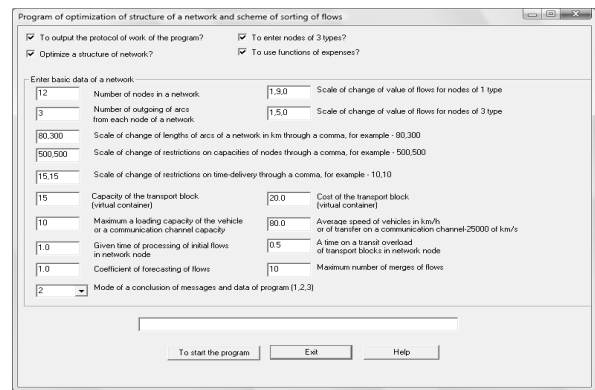 Program of optimization of structure of a network and scheme of sorting of flows
To output the protocol of work of the program?
To enter nodes of 3 types?
Optimize a structure of network?
To use functions of expenses?
Enter basic data of a network
12
Number of nodes in a network
1,9,0
Scale of change of value of flows for nodes of 1 type
3
Number of outgoing of arcs
from each node of a network
1,5,0
Scale of change of value of flows for nodes of 3 type
80,300
Scale of change of lengths of arcs of a network in km through a comma, for example - 80,300
500,500
Scale of change of restrictions on capacities of nodes through a comma, for example - 500,500
15,15
Scale of change of restrictions on time-delivery through a comma, for example - 10,10
15
Capacity of the transport block
(virtual container)
20.0
Cost of the transport block
(virtual container)
10
Maximum a loading capacity of the vehicle
or a communication channel capacity
80.0
Average speed of vehicles in km/h
or of transfer on a communication channel-25000 of km/s
1.0
Given time of processing of initial flows
in network node
0.5
A time on a transit overload
of transport blocks in network node
1.0
Coefficient of forecasting of flows
10
Maximum number of merges of flows
2
Mode of a conclusion of messages and data of program (1,2,3)
To start the program
Exit
Help